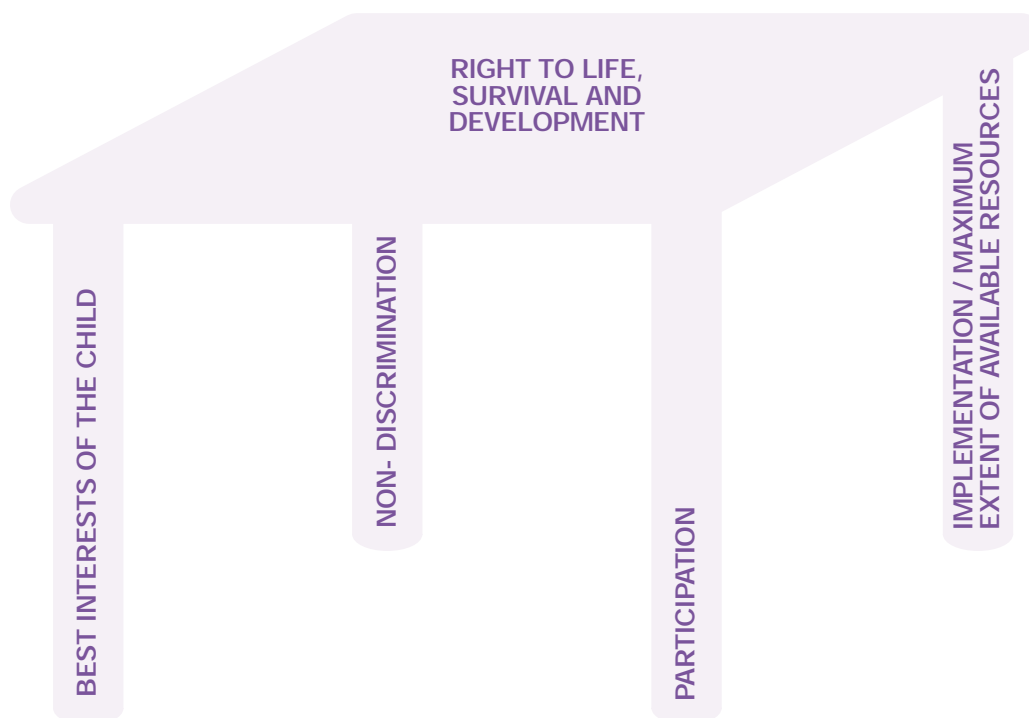 RIGHT TO LIFE,
SURVIVAL AND
DEVELOPMENT
BEST INTERESTS OF THE CHILD
NON- DISCRIMINATION
PARTICIPATION
IMPLEMENTATION / MAXIMUM
EXTENT OF AVAILABLE RESOURCES